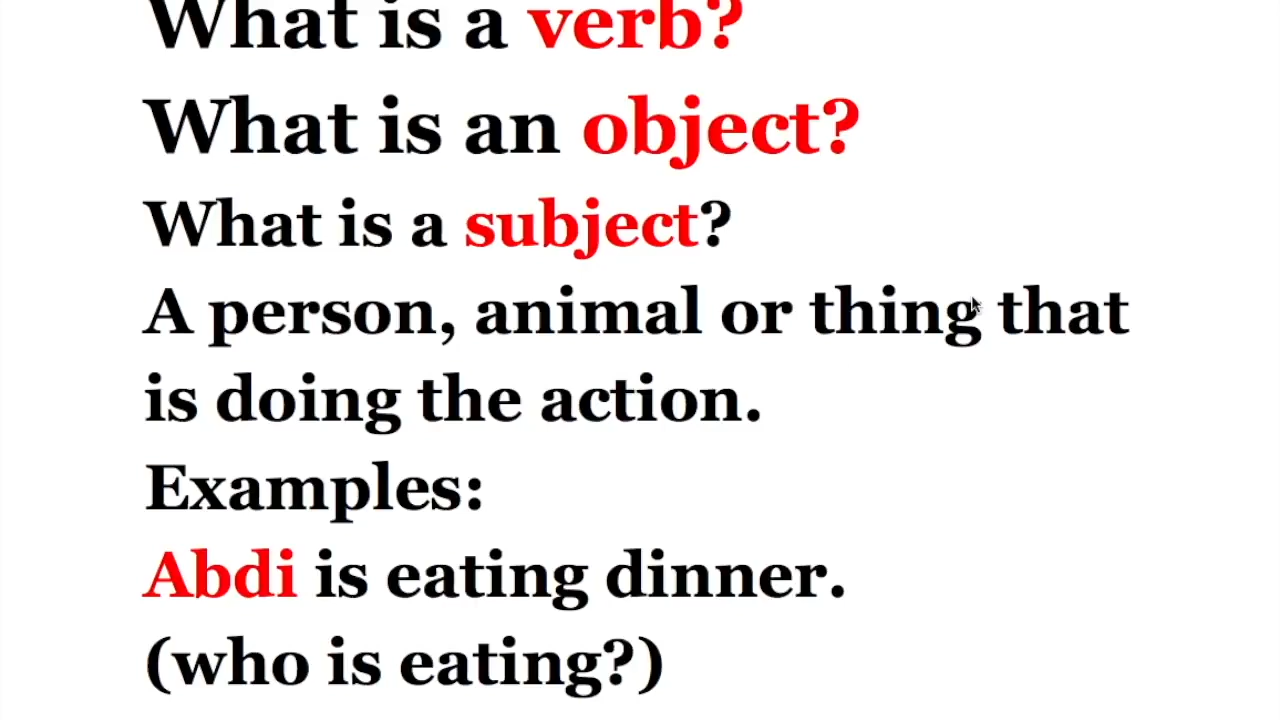 What is a verb?
What is an object?
What is a subject?
A person, animal or thing that
is doing the action.
Examples:
Abdi is eating dinner.
(who is eating?)